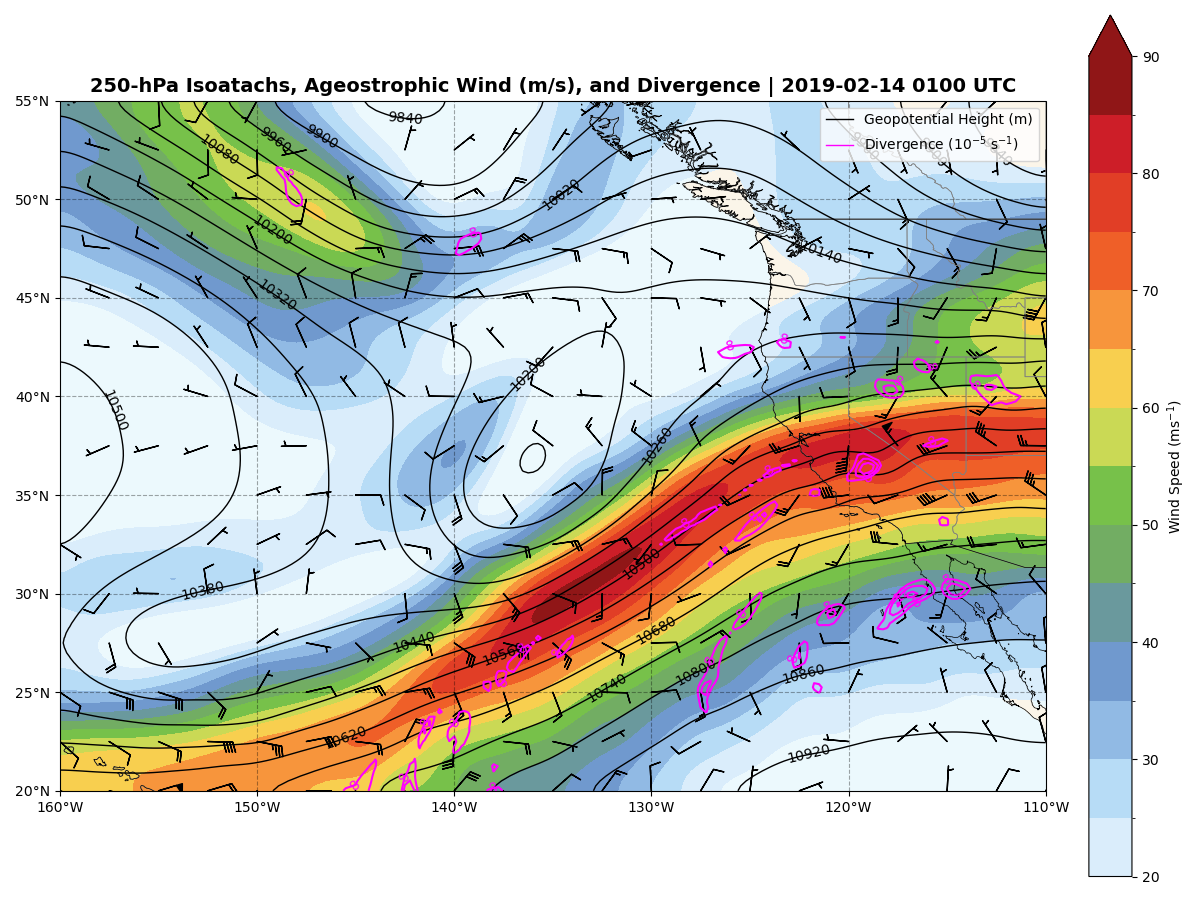 250-hPa Isoatachs, Ageostrophic Wind (m/s), and Divergence | 2019-02-14 0100 UTC
Geopotential Height (m)
Divergence (10⁻⁵ s⁻¹)
55°N
50°N
45°N
40°N
35°N
30°N
25°N
20°N
160°W
150°W
140°W
130°W
120°W
110°W
90
80
70
60
50
40
30
20
Wind Speed (ms⁻¹)
9840
9900
9960
10080
10020
10200
10140
10320
10200
10500
10260
10500
10380
10440
10560
10680
10800
10740
10860
10620
10920